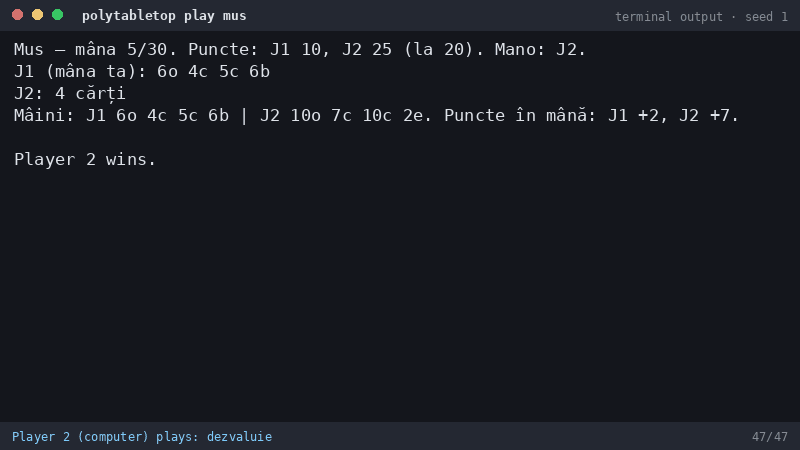 polytabletop play mus
terminal output · seed 1
Mus — mâna 5/30. Puncte: J1 10, J2 25 (la 20). Mano: J2.
J1 (mâna ta): 6o 4c 5c 6b
J2: 4 cărți
Mâini: J1 6o 4c 5c 6b | J2 10o 7c 10c 2e. Puncte în mână: J1 +2, J2 +7.
Player 2 wins.
Player 2 (computer) plays: dezvaluie
47/47